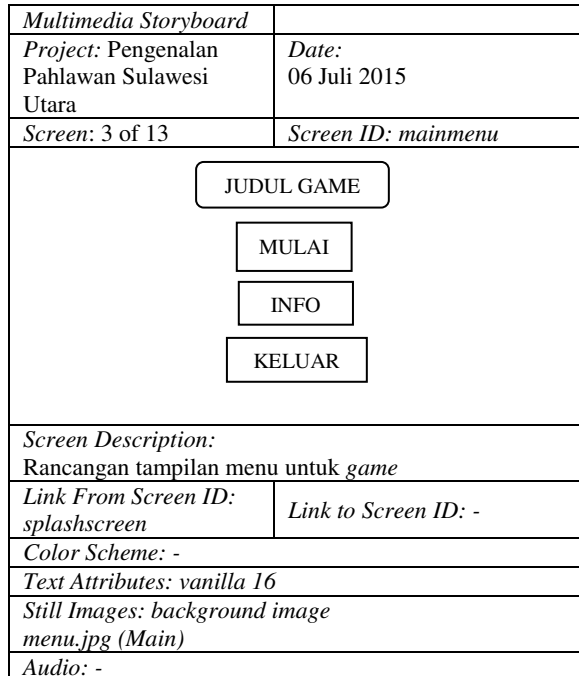 Multimedia Storyboard
Project: Pengenalan
Pahlawan Sulawesi
Utara
Date:
06 Juli 2015
Screen: 3 of 13
Screen ID: mainmenu
JUDUL GAME
MULAI
INFO
KELUAR
Screen Description:
Rancangan tampilan menu untuk game
Link From Screen ID:
splashscreen
Link to Screen ID: -
Color Scheme: -
Text Attributes: vanilla 16
Still Images: background image
menu.jpg (Main)
Audio: -